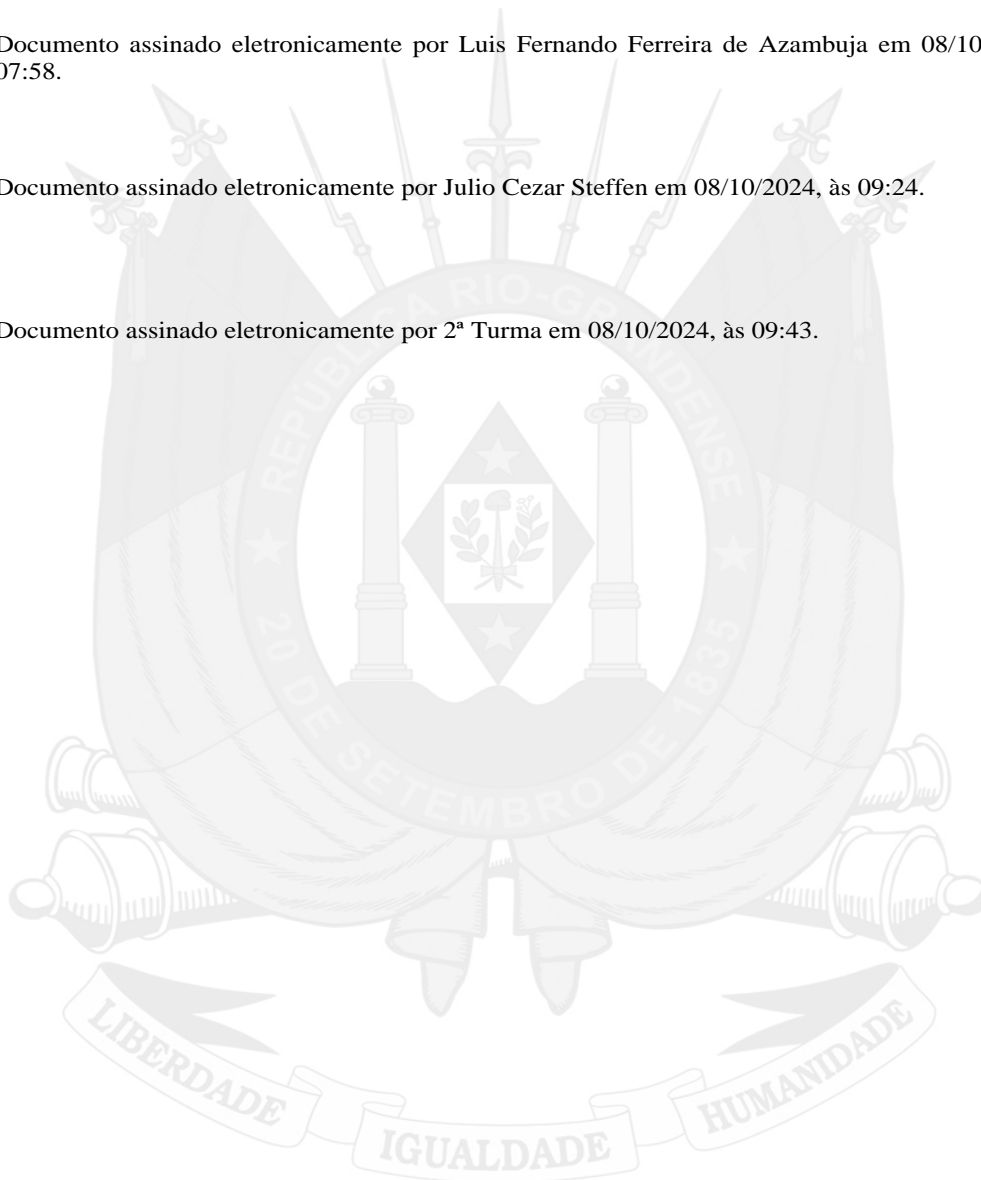 Documento assinado eletronicamente por Luis Fernando Ferreira de Azambuja em 08/10
07:58.
Documento assinado eletronicamente por Julio Cezar Steffen em 08/10/2024, às 09:24.
Documento assinado eletronicamente por 2ª Turma em 08/10/2024, às 09:43.
REPÚBLICA RIO-GRANDENSE
20 DE SETEMBRO DE 1835
LIBERDADE
IGUALDADE
HUMANIDADE